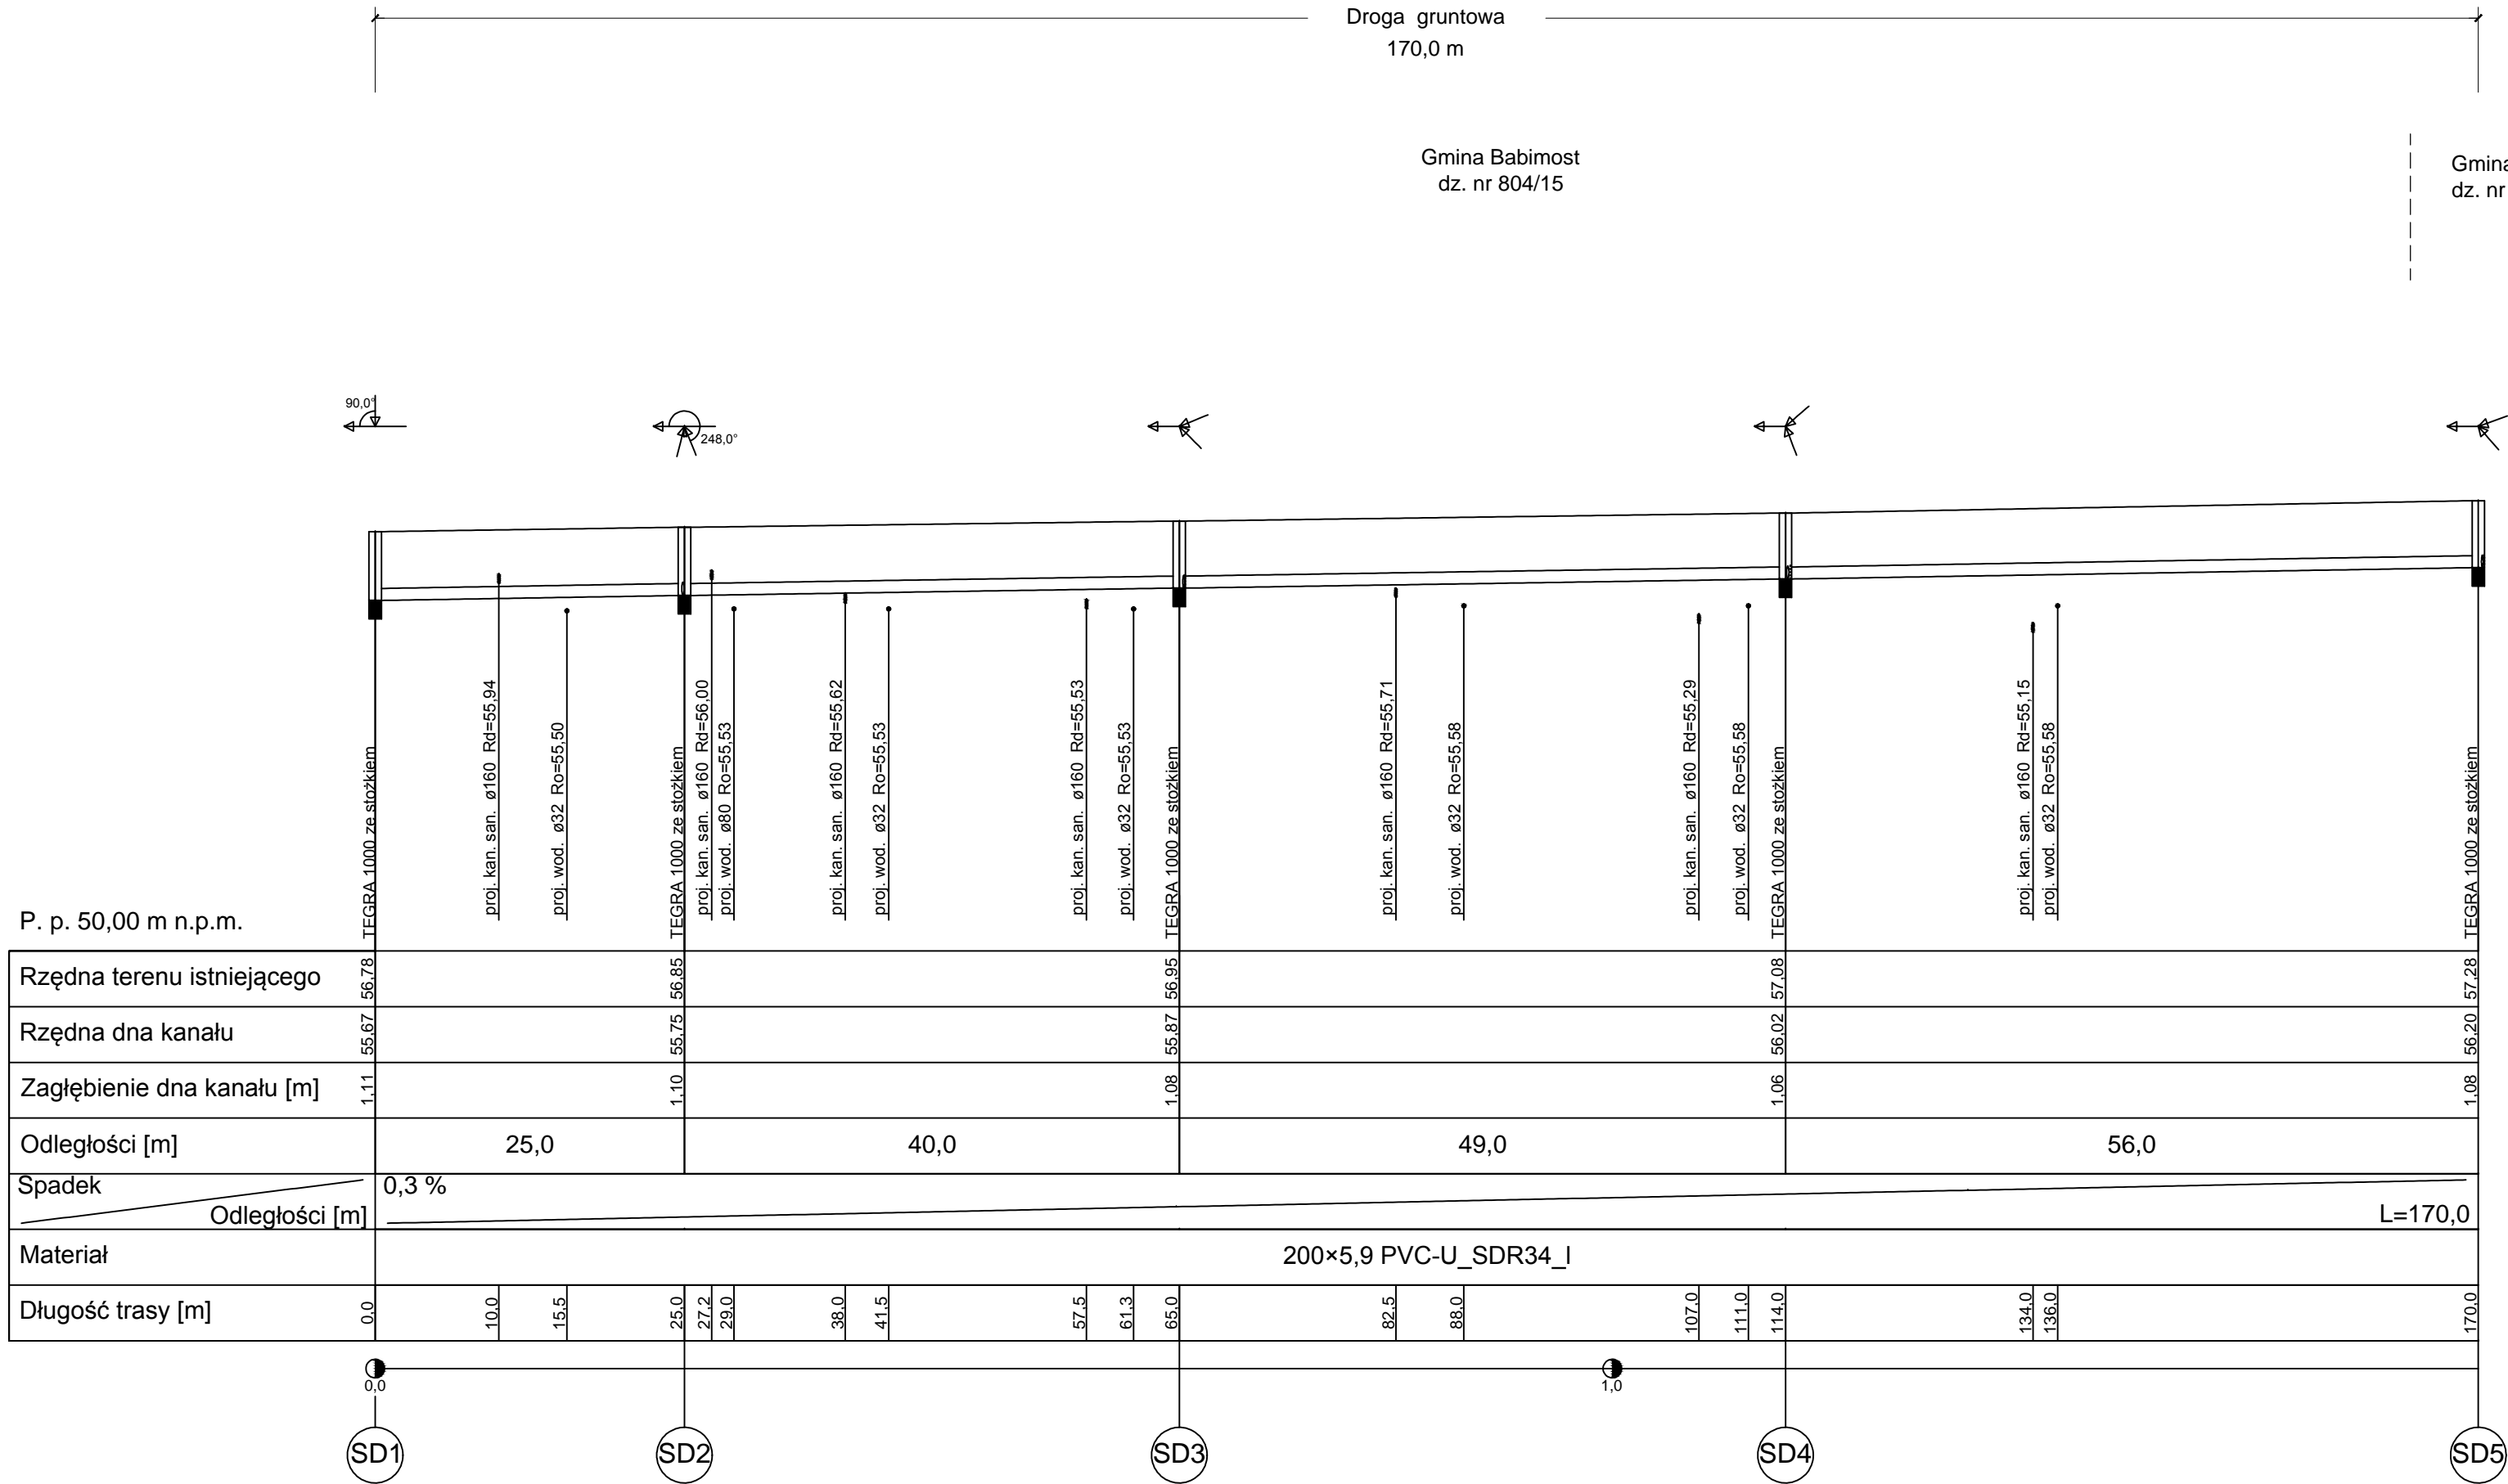 Droga gruntowa
170,0 m
Gmina Babimost
dz. nr 804/15
Gmina
dz. nr
90,0°
248,0°
TEGRA 1000 ze stożkiem
proj. kan. san. ø160 Rd=55,94
proj. wod. ø32 Ro=55,50
TEGRA 1000 ze stożkiem
proj. kan. san. ø160 Rd=56,00
proj. wod. ø80 Ro=55,53
proj. kan. san. ø160 Rd=55,62
proj. wod. ø32 Ro=55,53
proj. kan. san. ø160 Rd=55,53
proj. wod. ø32 Ro=55,53
TEGRA 1000 ze stożkiem
proj. kan. san. ø160 Rd=55,71
proj. wod. ø32 Ro=55,58
proj. kan. san. ø160 Rd=55,29
proj. wod. ø32 Ro=55,58
TEGRA 1000 ze stożkiem
proj. kan. san. ø160 Rd=55,15
proj. wod. ø32 Ro=55,58
TEGRA 1000 ze stożkiem
P. p. 50,00 m n.p.m.
Rzędna terenu istniejącego 56,78 56,85 56,95 57,08 57,28
Rzędna dna kanału 55,67 55,75 55,87 56,02 56,20
Zagłębienie dna kanału [m] 1,11 1,10 1,08 1,06 1,08
Odległości [m] 25,0 40,0 49,0 56,0
Spadek 0,3 %
Odległości [m] L=170,0
Materiał 200×5,9 PVC-U_SDR34_l
Długość trasy [m] 0,0 10,0 15,5 25,0 27,2 29,0 38,0 41,5 57,5 61,3 65,0 82,5 88,0 107,0 111,0 114,0 134,0 136,0 170,0
0,0 1,0
SD1 SD2 SD3 SD4 SD5